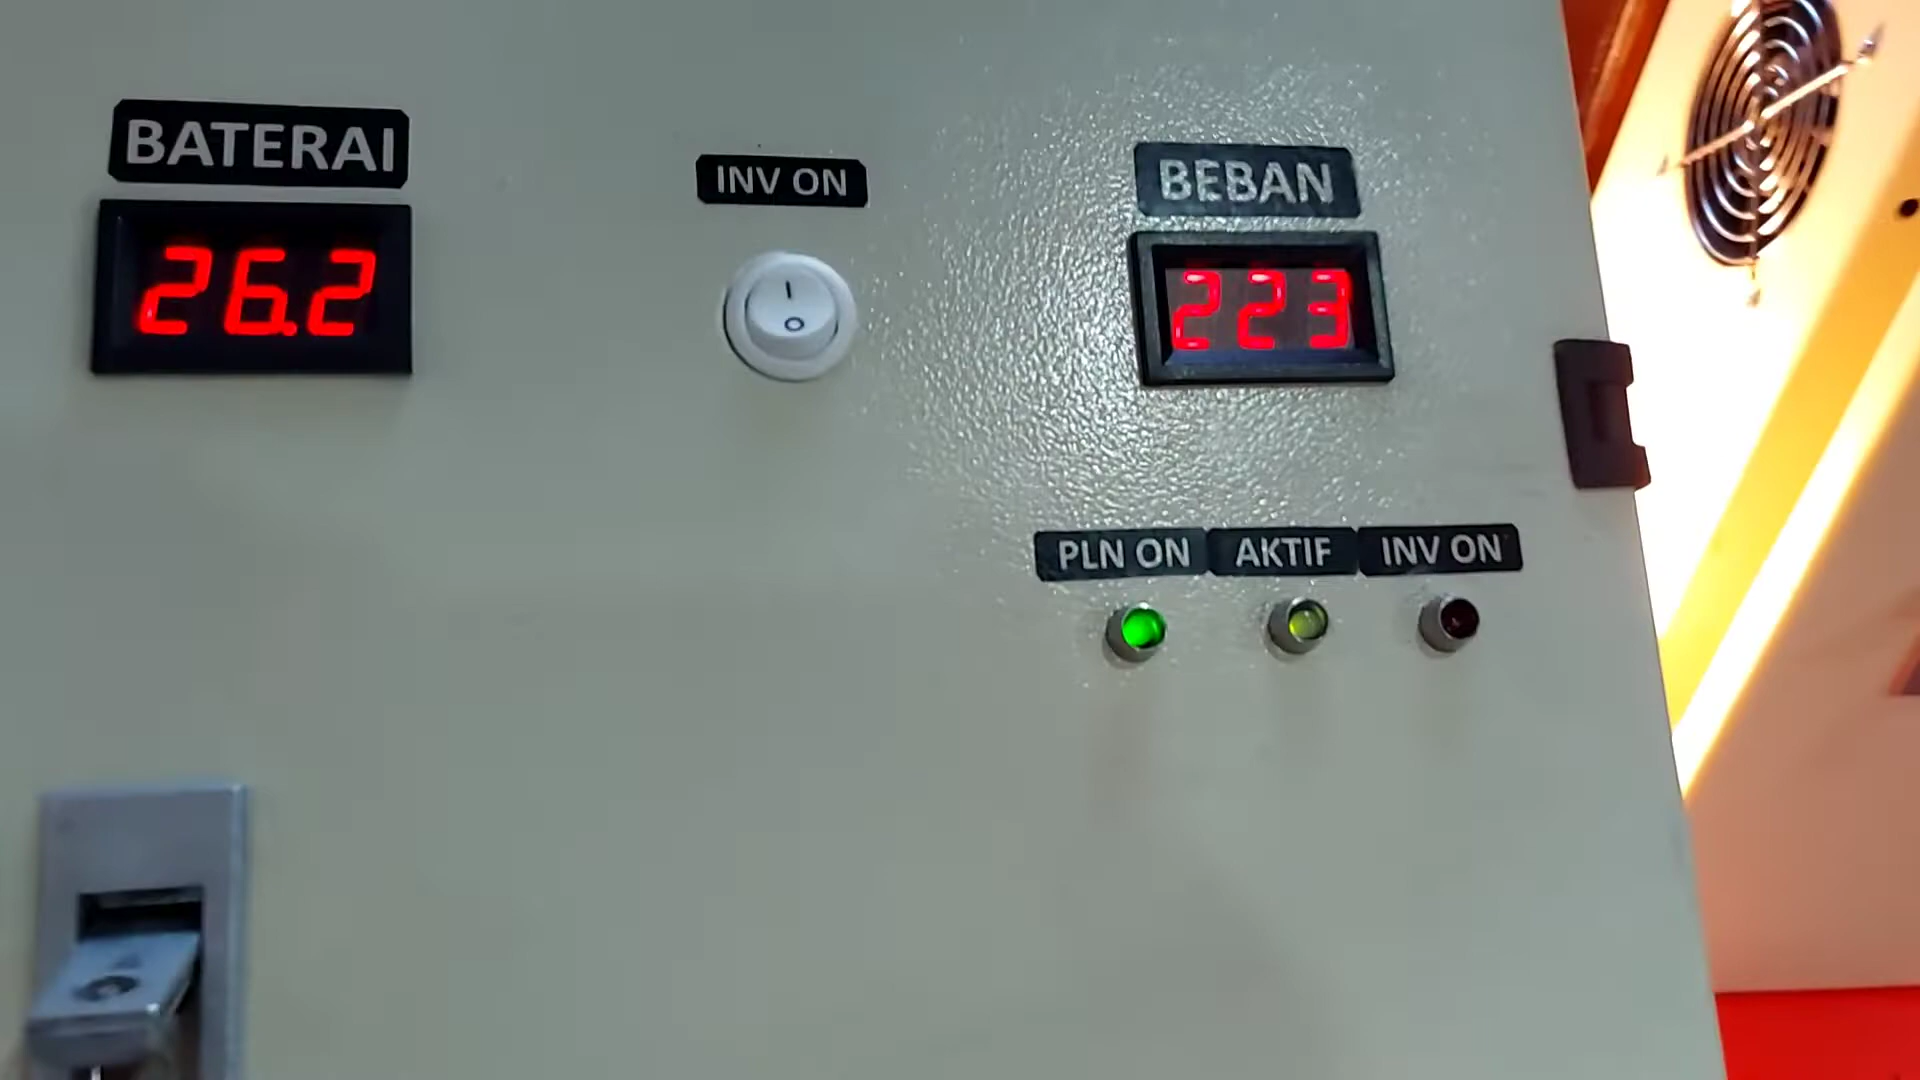 BATERAI
26.2
INV ON
I
O
BEBAN
223
PLN ON
AKTIF
INV ON